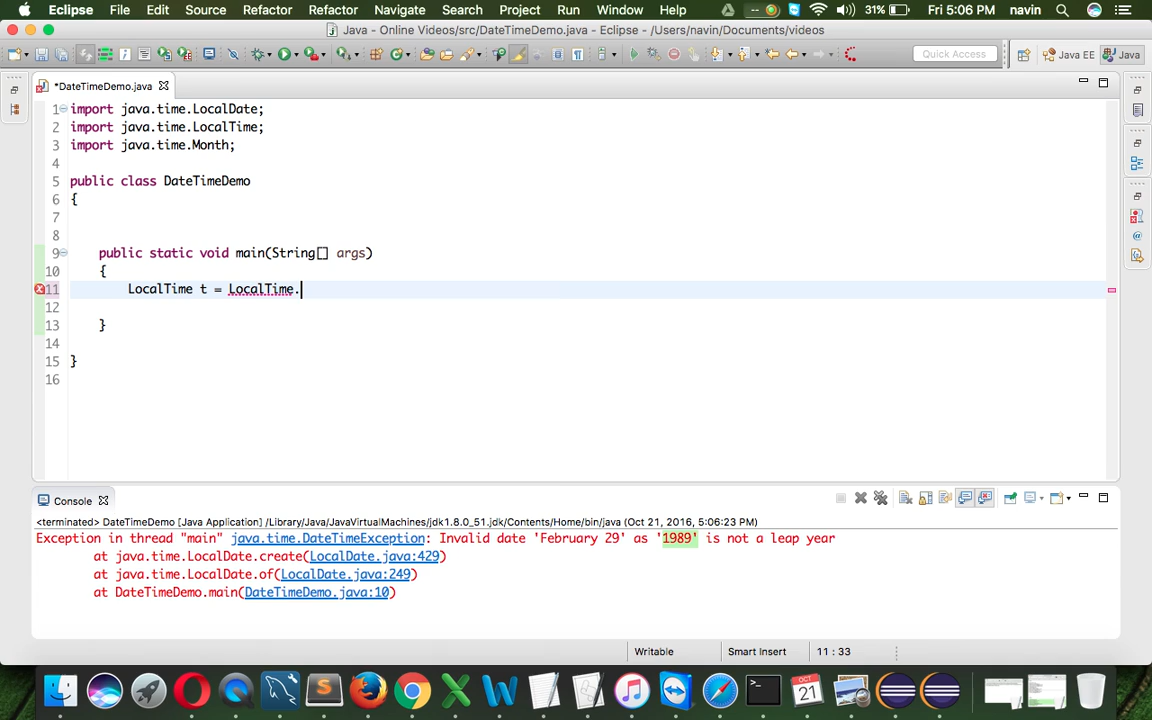 Eclipse File Edit Source Refactor Refactor Navigate Search Project Run Window Help 31% Fri 5:06 PM navin
Java - Online Videos/src/DateTimeDemo.java - Eclipse - /Users/navin/Documents/videos
Quick Access Java EE Java
*DateTimeDemo.java
1 import java.time.LocalDate;
2 import java.time.LocalTime;
3 import java.time.Month;
4
5 public class DateTimeDemo
6 {
7
8
9 public static void main(String[] args)
10 {
11 LocalTime t = LocalTime.
12
13 }
14
15 }
16
Console
<terminated> DateTimeDemo [Java Application] /Library/Java/JavaVirtualMachines/jdk1.8.0_51.jdk/Contents/Home/bin/java (Oct 21, 2016, 5:06:23 PM)
Exception in thread "main" java.time.DateTimeException: Invalid date 'February 29' as '1989' is not a leap year
at java.time.LocalDate.create(LocalDate.java:429)
at java.time.LocalDate.of(LocalDate.java:249)
at DateTimeDemo.main(DateTimeDemo.java:10)
Writable Smart Insert 11 : 33
OCT
21